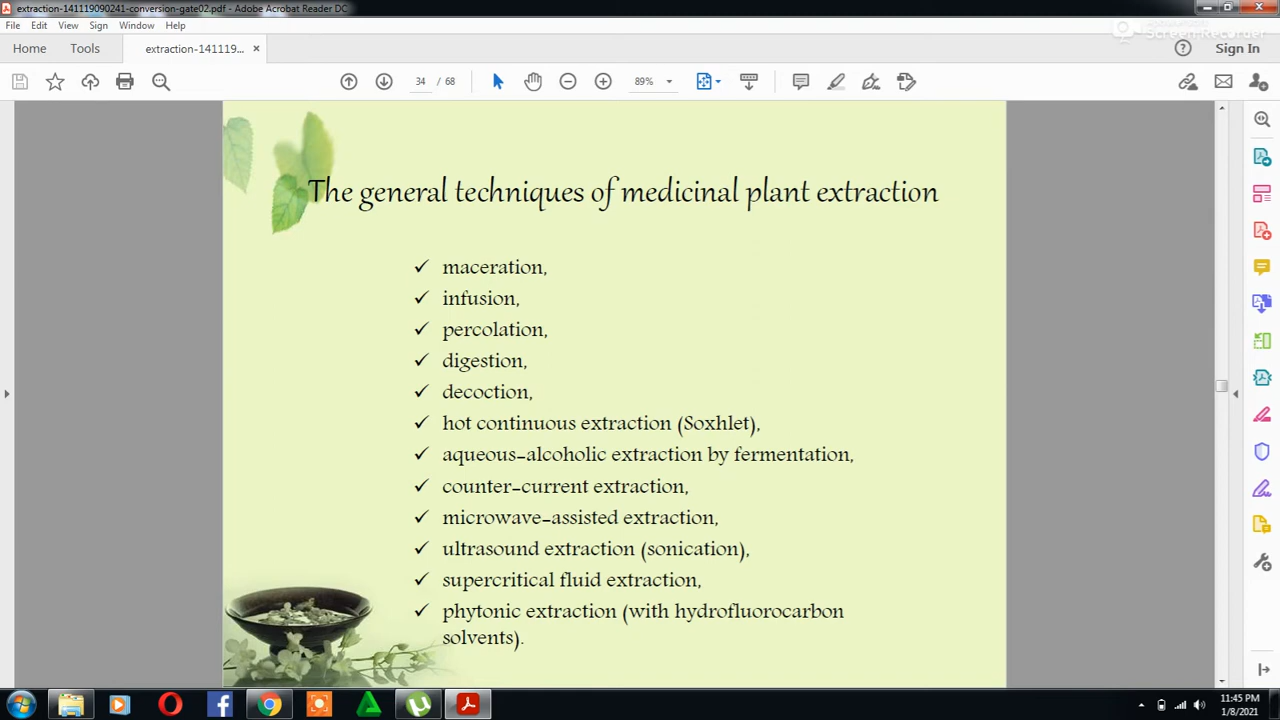 extraction-141119090241-conversion-gate02.pdf - Adobe Acrobat Reader DC
File Edit View Sign Window Help
Home Tools extraction-141119... ×
Sign In
34 / 68
89%
The general techniques of medicinal plant extraction
✓ maceration,
✓ infusion,
✓ percolation,
✓ digestion,
✓ decoction,
✓ hot continuous extraction (Soxhlet),
✓ aqueous-alcoholic extraction by fermentation,
✓ counter-current extraction,
✓ microwave-assisted extraction,
✓ ultrasound extraction (sonication),
✓ supercritical fluid extraction,
✓ phytonic extraction (with hydrofluorocarbon
solvents).
11:45 PM
1/8/2021